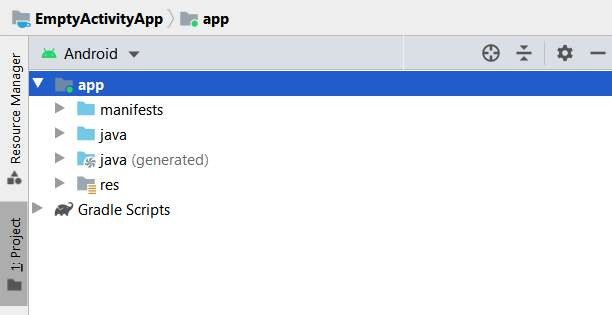 EmptyActivityApp app
Android
Resource Manager
app
manifests
java
java (generated)
res
Gradle Scripts
1: Project